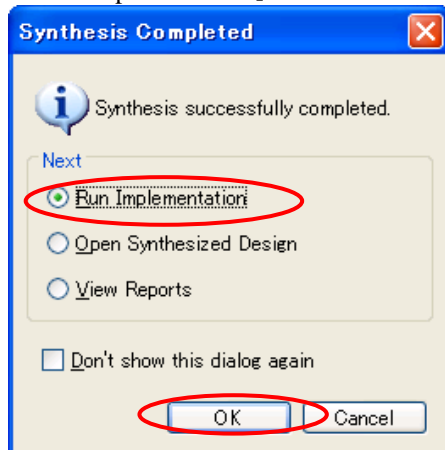 Synthesis Completed
Synthesis successfully completed.
Next
Run Implementation
Open Synthesized Design
View Reports
Don't show this dialog again
OK Cancel